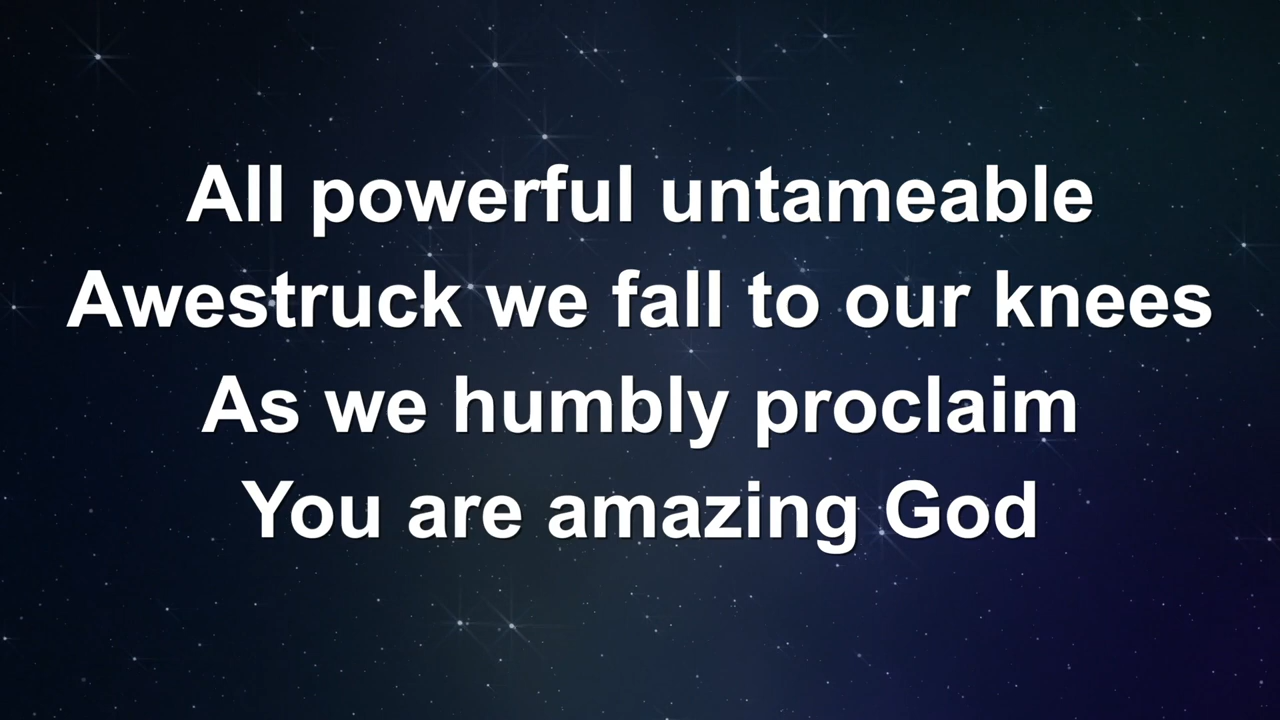 All powerful untameable
Awestruck we fall to our knees
As we humbly proclaim
You are amazing God